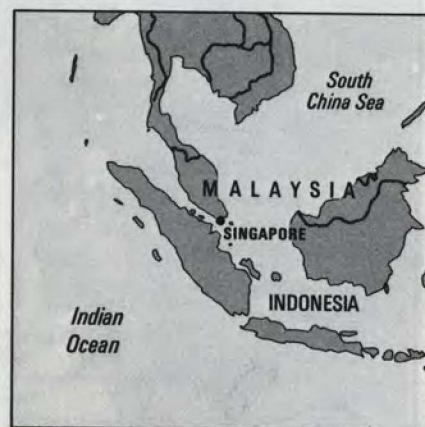 South
China Sea
MALAYSIA
SINGAPORE
INDONESIA
Indian
Ocean